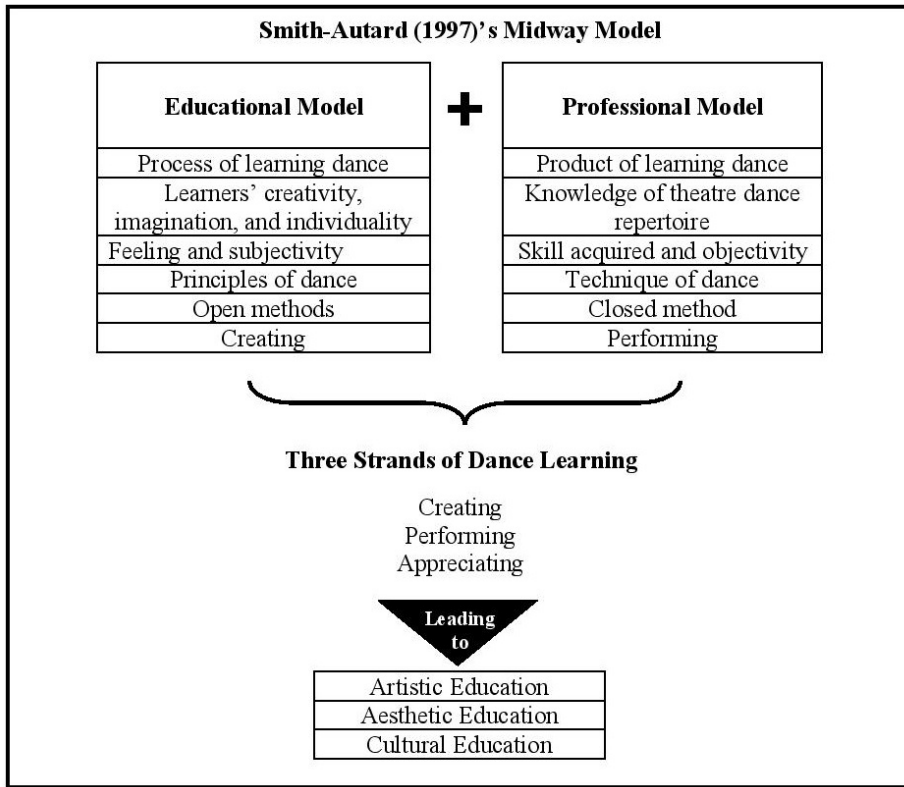 Smith-Autard (1997)'s Midway Model
Educational Model
Process of learning dance
Learners' creativity,
imagination, and individuality
Feeling and subjectivity
Principles of dance
Open methods
Creating
+
Professional Model
Product of learning dance
Knowledge of theatre dance
repertoire
Skill acquired and objectivity
Technique of dance
Closed method
Performing
Three Strands of Dance Learning
Creating
Performing
Appreciating
Leading
to
Artistic Education
Aesthetic Education
Cultural Education